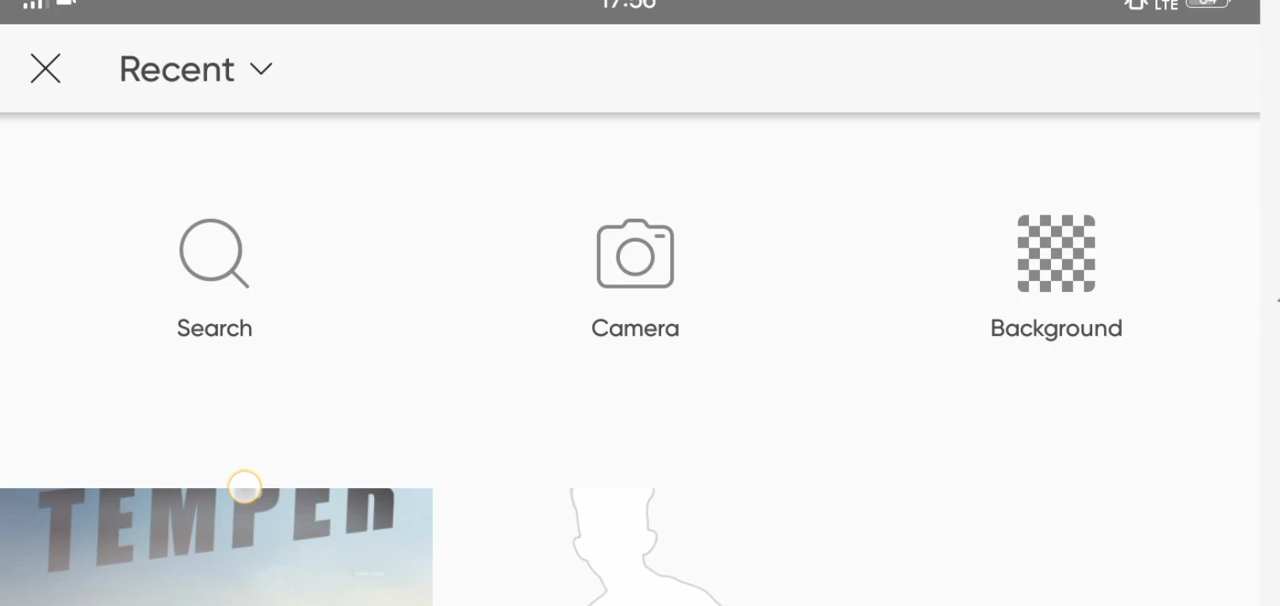 17:56
LTE
Recent
Search
Camera
Background
TEMPER